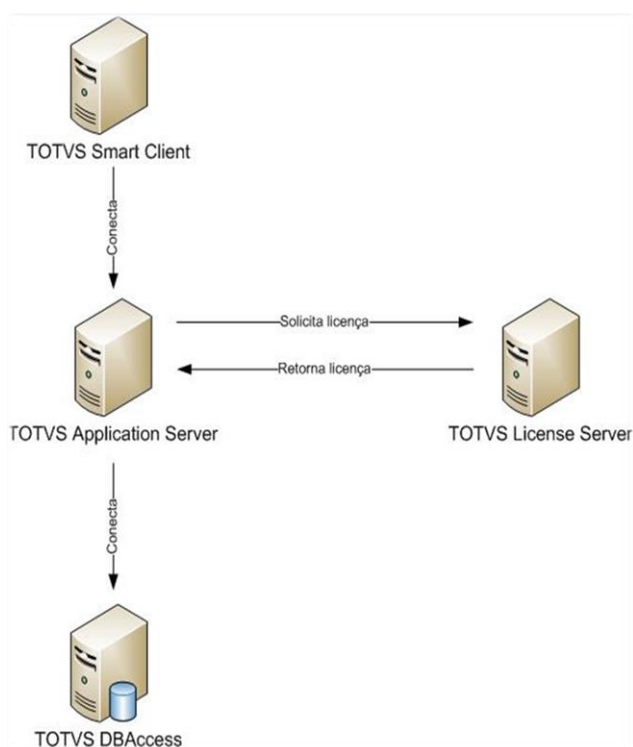 TOTVS Smart Client
Conecta
Solicita licença
Retorna licença
TOTVS Application Server
TOTVS License Server
Conecta
TOTVS DBAccess